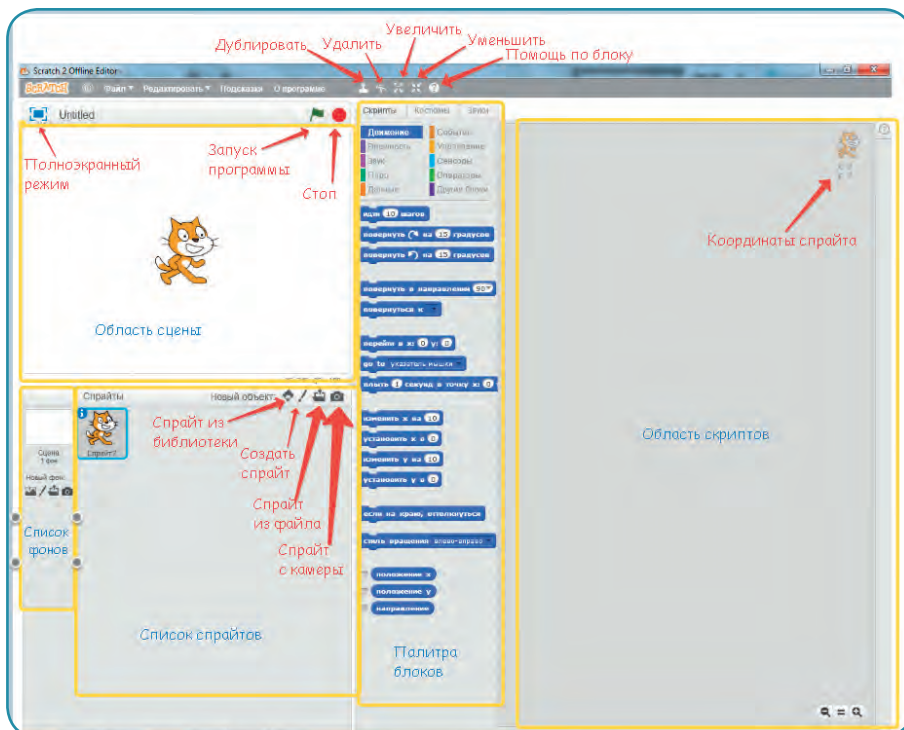 Увеличить
Дублировать
Удалить
Уменьшить
Помощь по блоку
Scratch 2 Offline Editor
SCRATCH
Файл
Редактировать
Подсказки
О программе
Untitled
Скрипты
Костюмы
Звуки
Полноэкранный
режим
Запуск
программы
Стоп
Движение
События
Внешность
Управление
Звук
Сенсоры
Перо
Операторы
Данные
Другие блоки
Координаты спрайта
идти 10 шагов
повернуть на 15 градусов
повернуть на 15 градусов
повернуть в направлении 90
повернуться к
перейти в x: 0 y: 0
go to указатель мышки
плыть 1 секунд в точку x: 0
изменить x на 10
установить x в 0
изменить y на 10
установить y в 0
если на краю, оттолкнуться
стиль вращения влево-вправо
положение x
положение y
направление
Область сцены
Область скриптов
Спрайты
Новый объект:
Спрайт из
библиотеки
Создать
спрайт
Спрайт
из файла
Спрайт
с камеры
Сцена
1 фон
Новый фон:
Список
фонов
Список спрайтов
Палитра
блоков